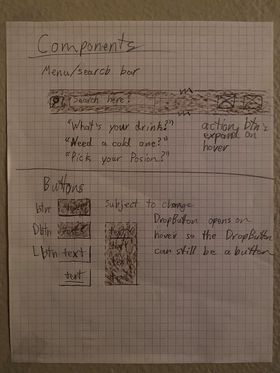 Components
Menu/search bar
Search here!
"What's your drink?"
"Need a cold one?"
"Pick your Posion?"
action btn's
expand on
hover
Buttons
btn
Dbtn
Lbtn text
text
Subject to change
DropButton opens on
hover so the DropButton
can still be a button